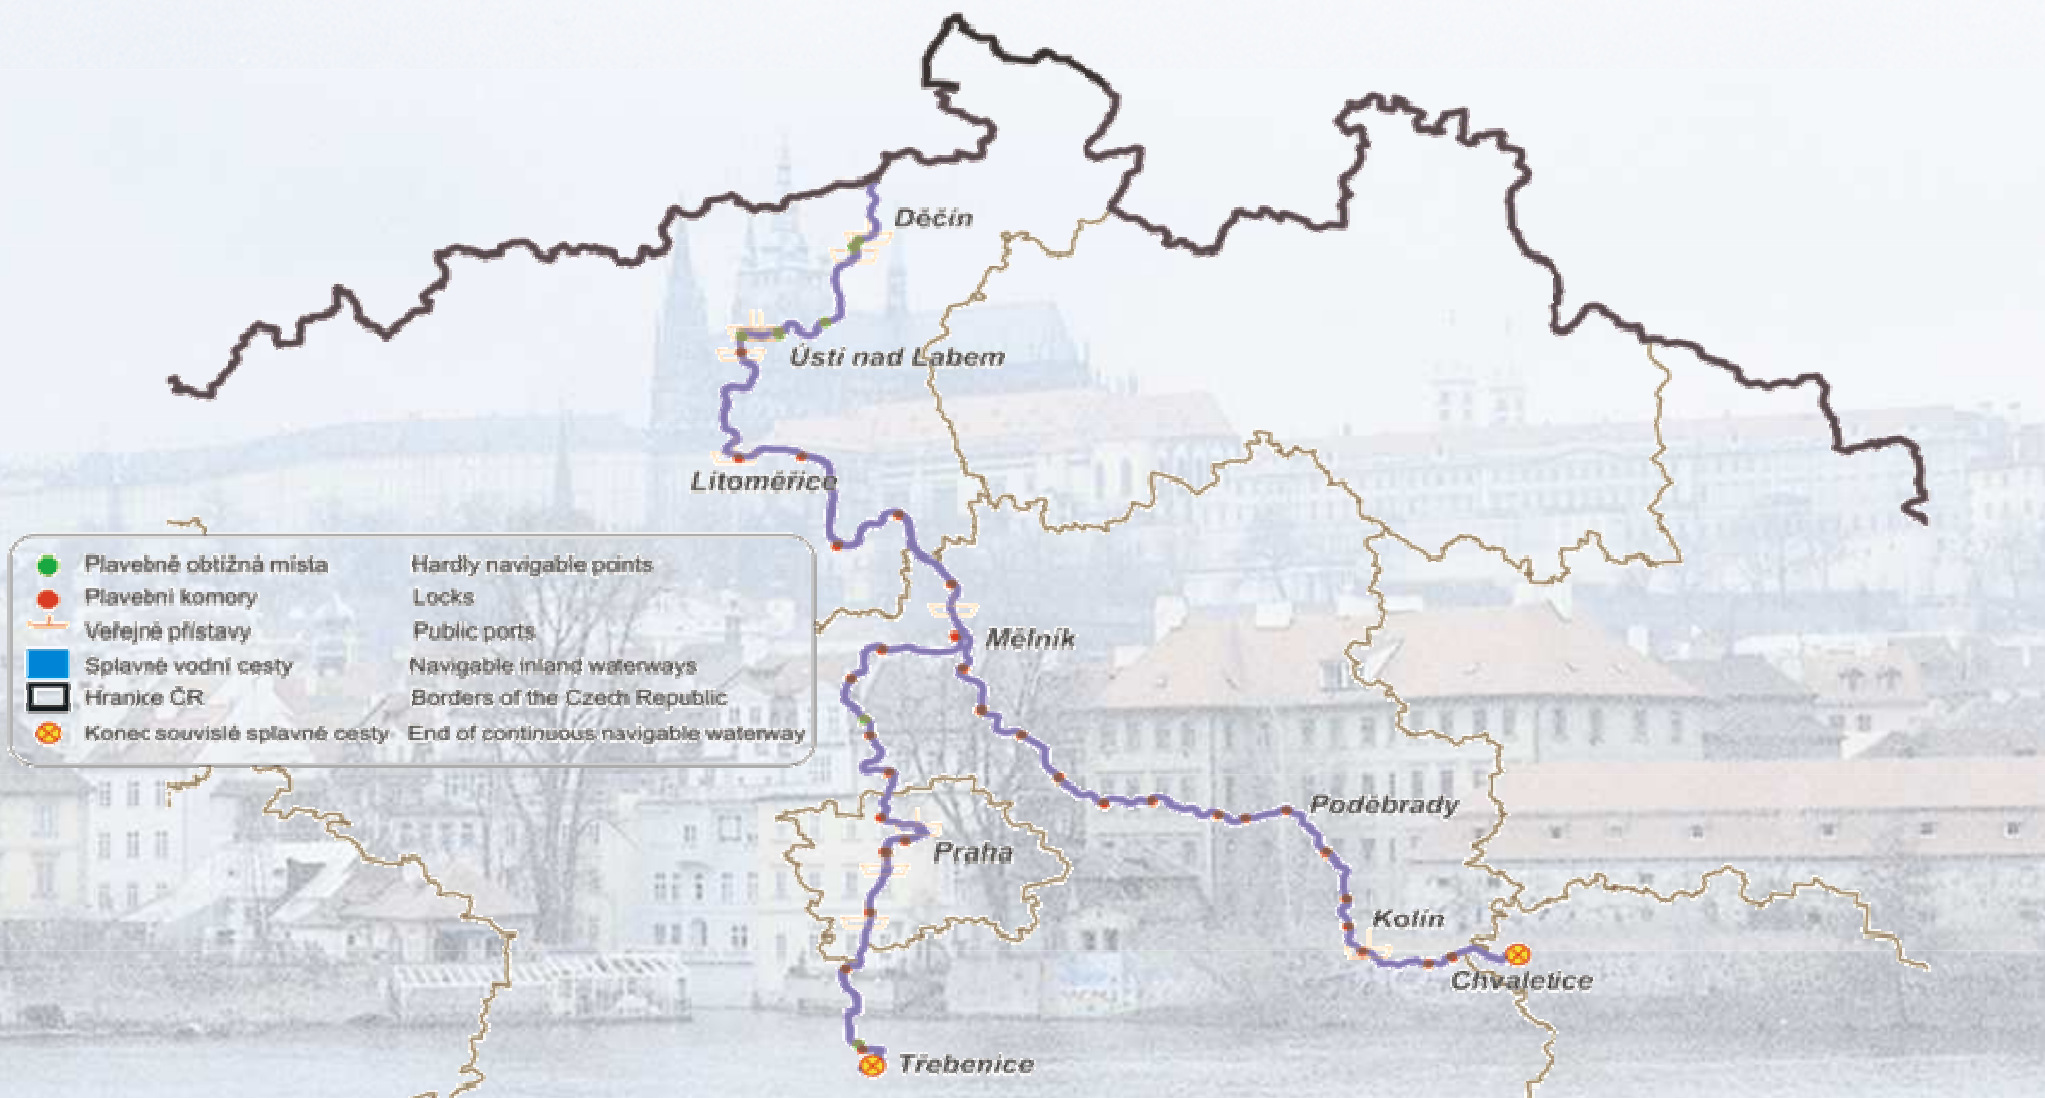 Děčín
Ústí nad Labem
Litoměřice
Plavebně obtížná místa Hardly navigable points
Plavební komory Locks
Veřejné přístavy Public ports
Splavné vodní cesty Navigable inland waterways
Hranice ČR Borders of the Czech Republic
Konec souvislé splavné cesty End of continuous navigable waterway
Mělník
Poděbrady
Praha
Kolín
Chvaletice
Třebenice